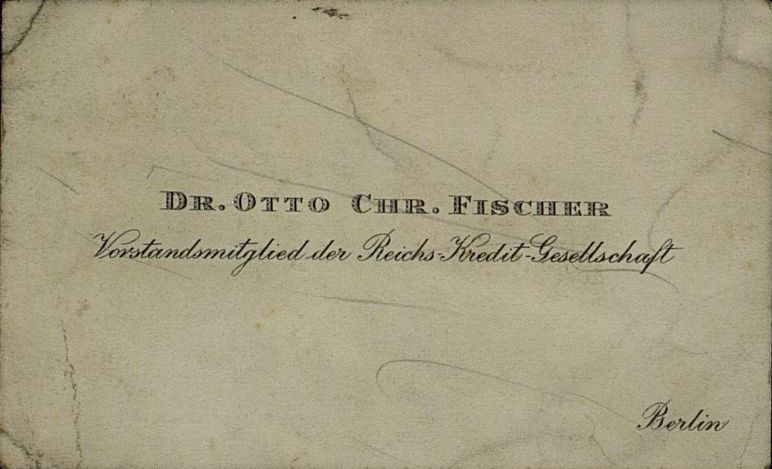 DR. OTTO CHR. FISCHER
Vorstandsmitglied der Reichs-Kredit-Gesellschaft
Berlin